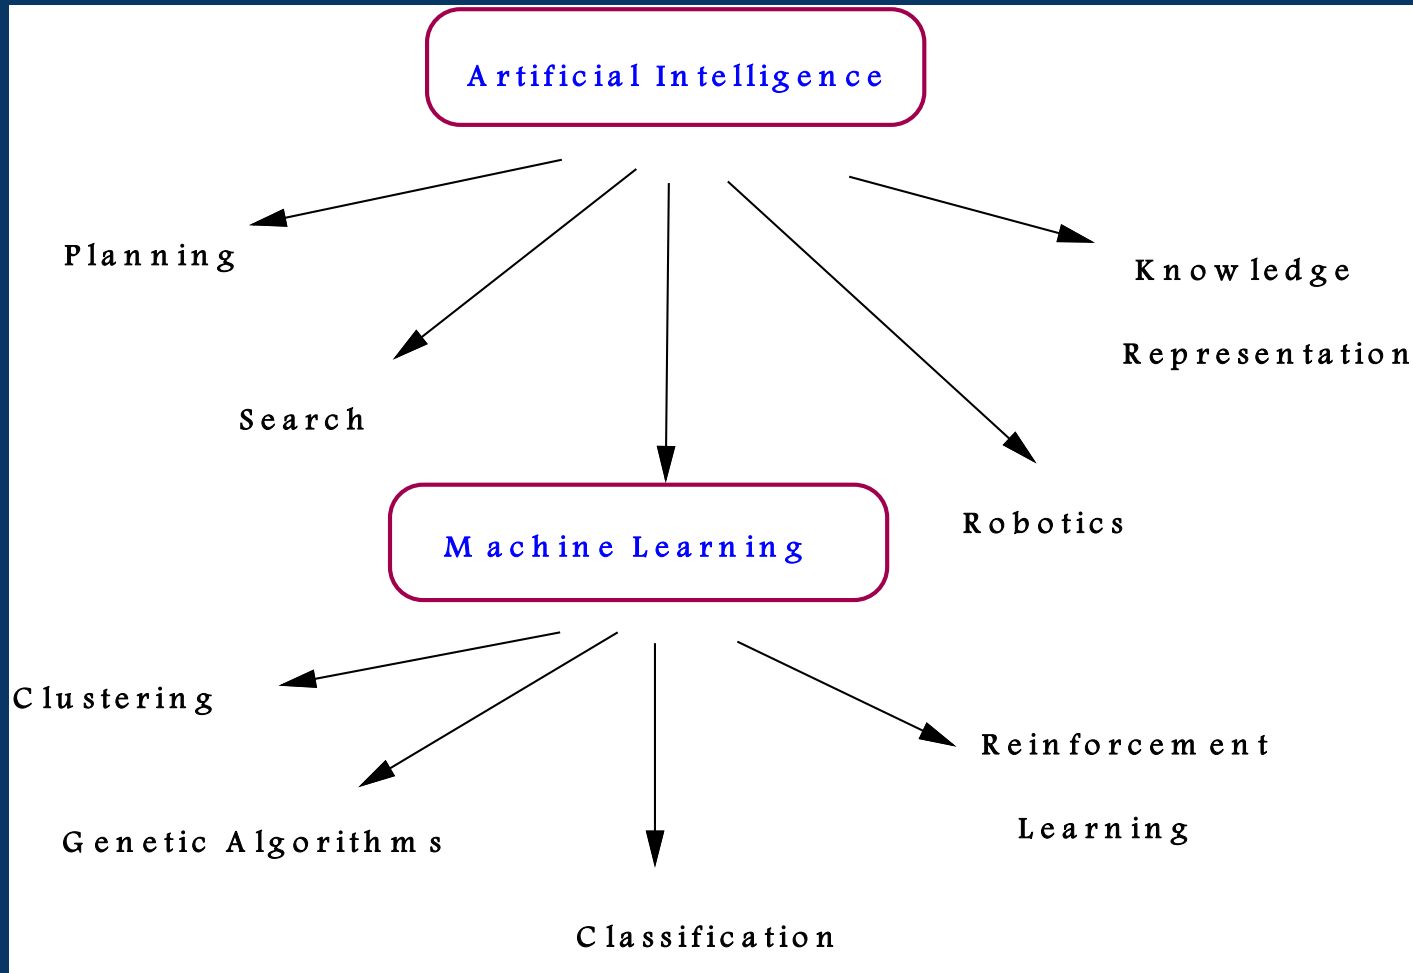 Artificial Intelligence
Planning
Knowledge
Representation
Search
Robotics
Machine Learning
Clustering
Reinforcement
Learning
Genetic Algorithms
Classification